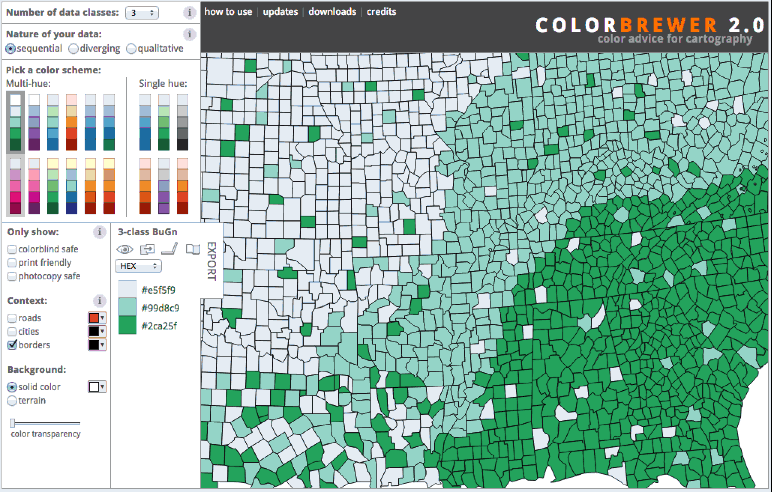 Number of data classes: 3 i
how to use | updates | downloads | credits
COLORBREWER 2.0
color advice for cartography
Nature of your data: i
sequential diverging qualitative
Pick a color scheme:
Multi-hue: Single hue:
Only show: i
colorblind safe
print friendly
photocopy safe
Context: i
roads
cities
borders
Background:
solid color
terrain
color transparency
3-class BuGn
EXPORT
HEX
#e5f5f9
#99d8c9
#2ca25f